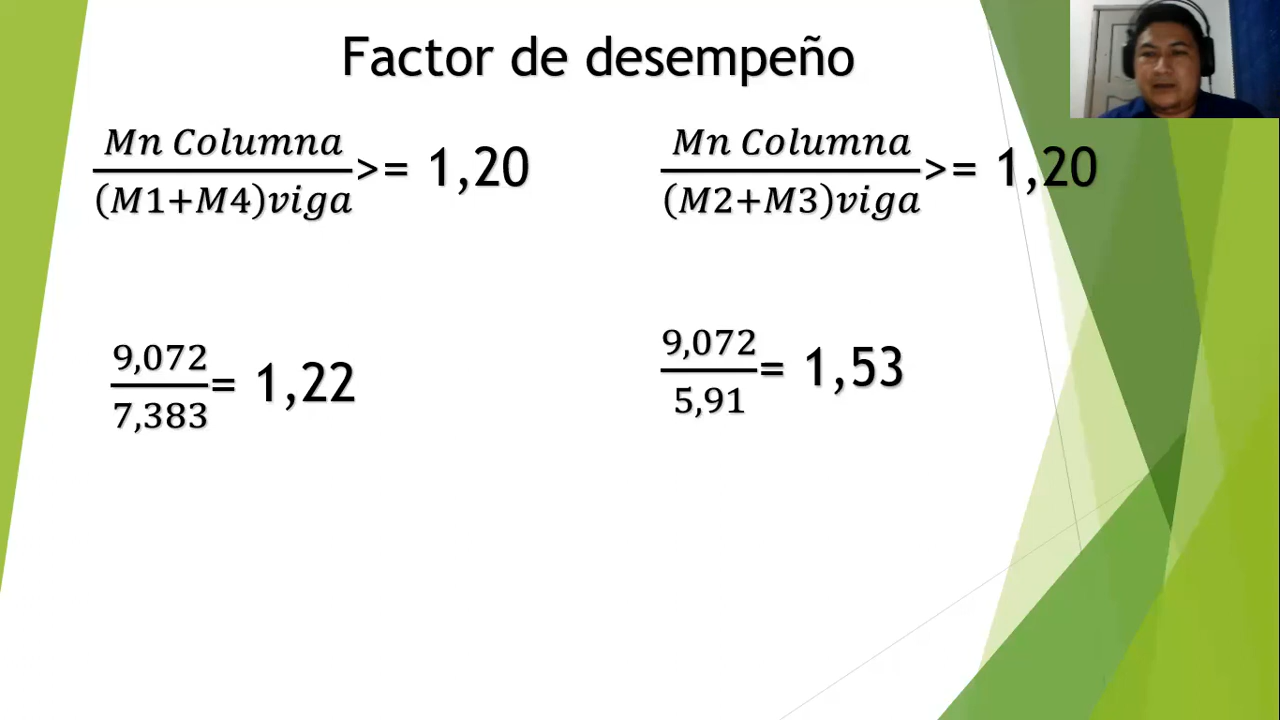 Factor de desempeño
Mn Columna
(M1+M4)viga
>= 1,20
Mn Columna
(M2+M3)viga
>= 1,20
9,072
7,383
= 1,22
9,072
5,91
= 1,53